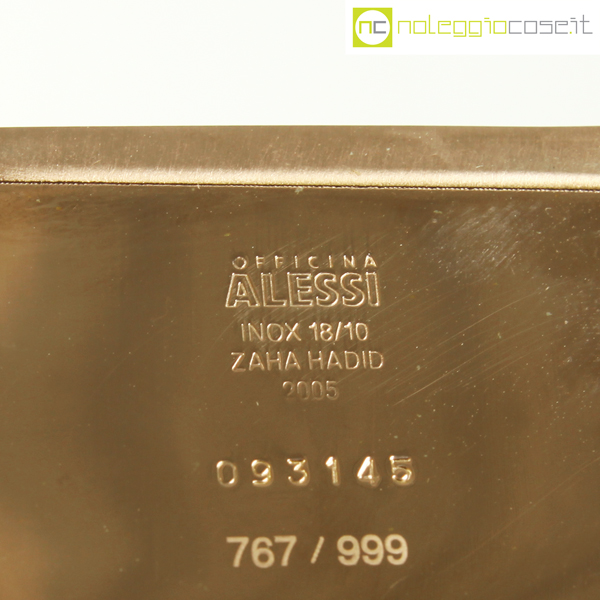 nc noleggiocose.it
OFFICINA
ALESSI
INOX 18/10
ZAHA HADID
2005
093145
767 / 999